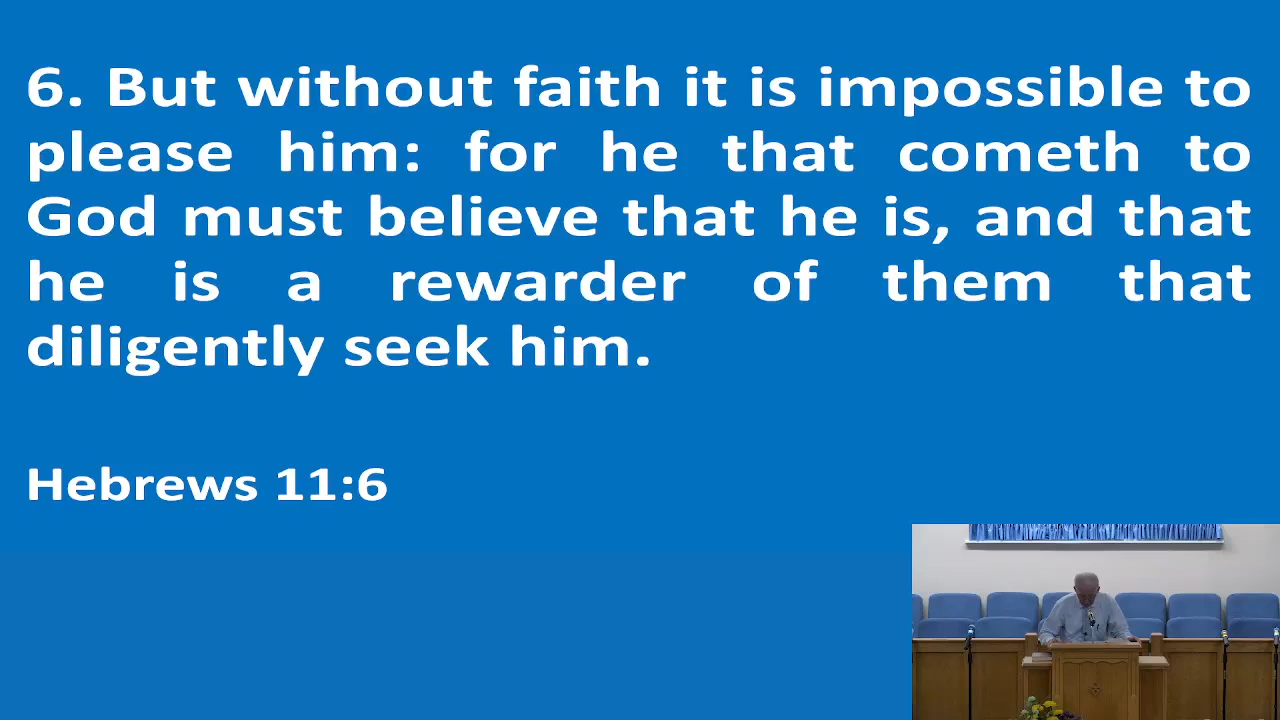 6. But without faith it is impossible to
please him: for he that cometh to
God must believe that he is, and that
he is a rewarder of them that
diligently seek him.
Hebrews 11:6